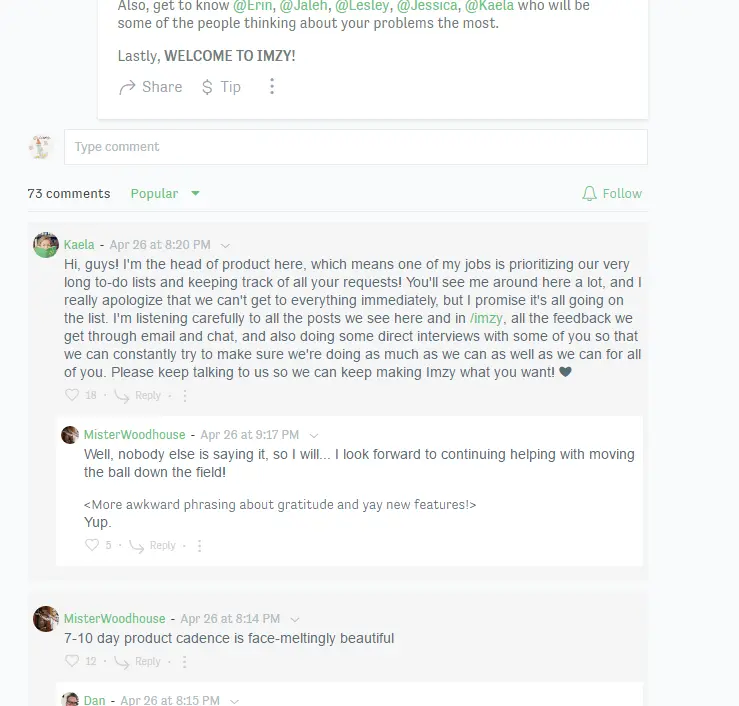 Also, get to know @Erin, @Jaleh, @Lesley, @Jessica, @Kaela who will be
some of the people thinking about your problems the most.
Lastly, WELCOME TO IMZY!
Share $ Tip
Type comment
73 comments Popular Follow
Kaela - Apr 26 at 8:20 PM
Hi, guys! I'm the head of product here, which means one of my jobs is prioritizing our very
long to-do lists and keeping track of all your requests! You'll see me around here a lot, and I
really apologize that we can't get to everything immediately, but I promise it's all going on
the list. I'm listening carefully to all the posts we see here and in /imzy, all the feedback we
get through email and chat, and also doing some direct interviews with some of you so that
we can constantly try to make sure we're doing as much as we can as well as we can for all
of you. Please keep talking to us so we can keep making Imzy what you want! ♥
18 · Reply ·
MisterWoodhouse - Apr 26 at 9:17 PM
Well, nobody else is saying it, so I will... I look forward to continuing helping with moving
the ball down the field!
<More awkward phrasing about gratitude and yay new features!>
Yup.
5 · Reply ·
MisterWoodhouse - Apr 26 at 8:14 PM
7-10 day product cadence is face-meltingly beautiful
12 · Reply ·
Dan - Apr 26 at 8:15 PM